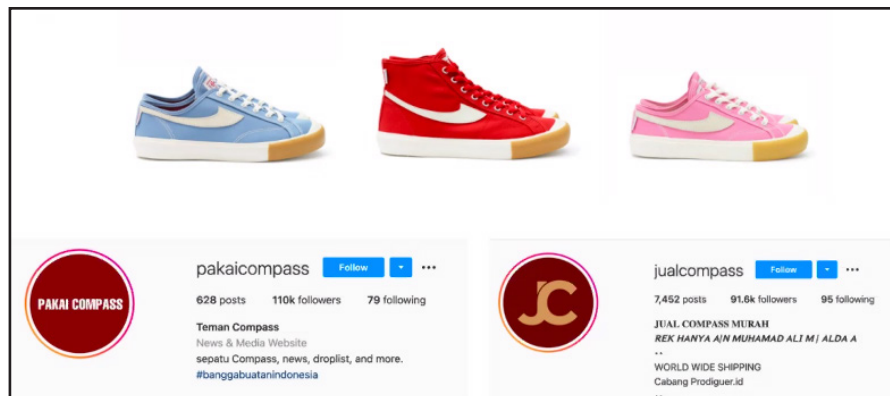 pakaicompass Follow
628 posts 110k followers 79 following
PAKAI COMPASS
Teman Compass
News & Media Website
sepatu Compass, news, droplist, and more.
#banggabuatanindonesia
jualcompass Follow
7,452 posts 91.6k followers 95 following
JC
JUAL COMPASS MURAH
REK HANYA A|N MUHAMAD ALI M | ALDA A
WORLD WIDE SHIPPING
Cabang Prodiguer.id